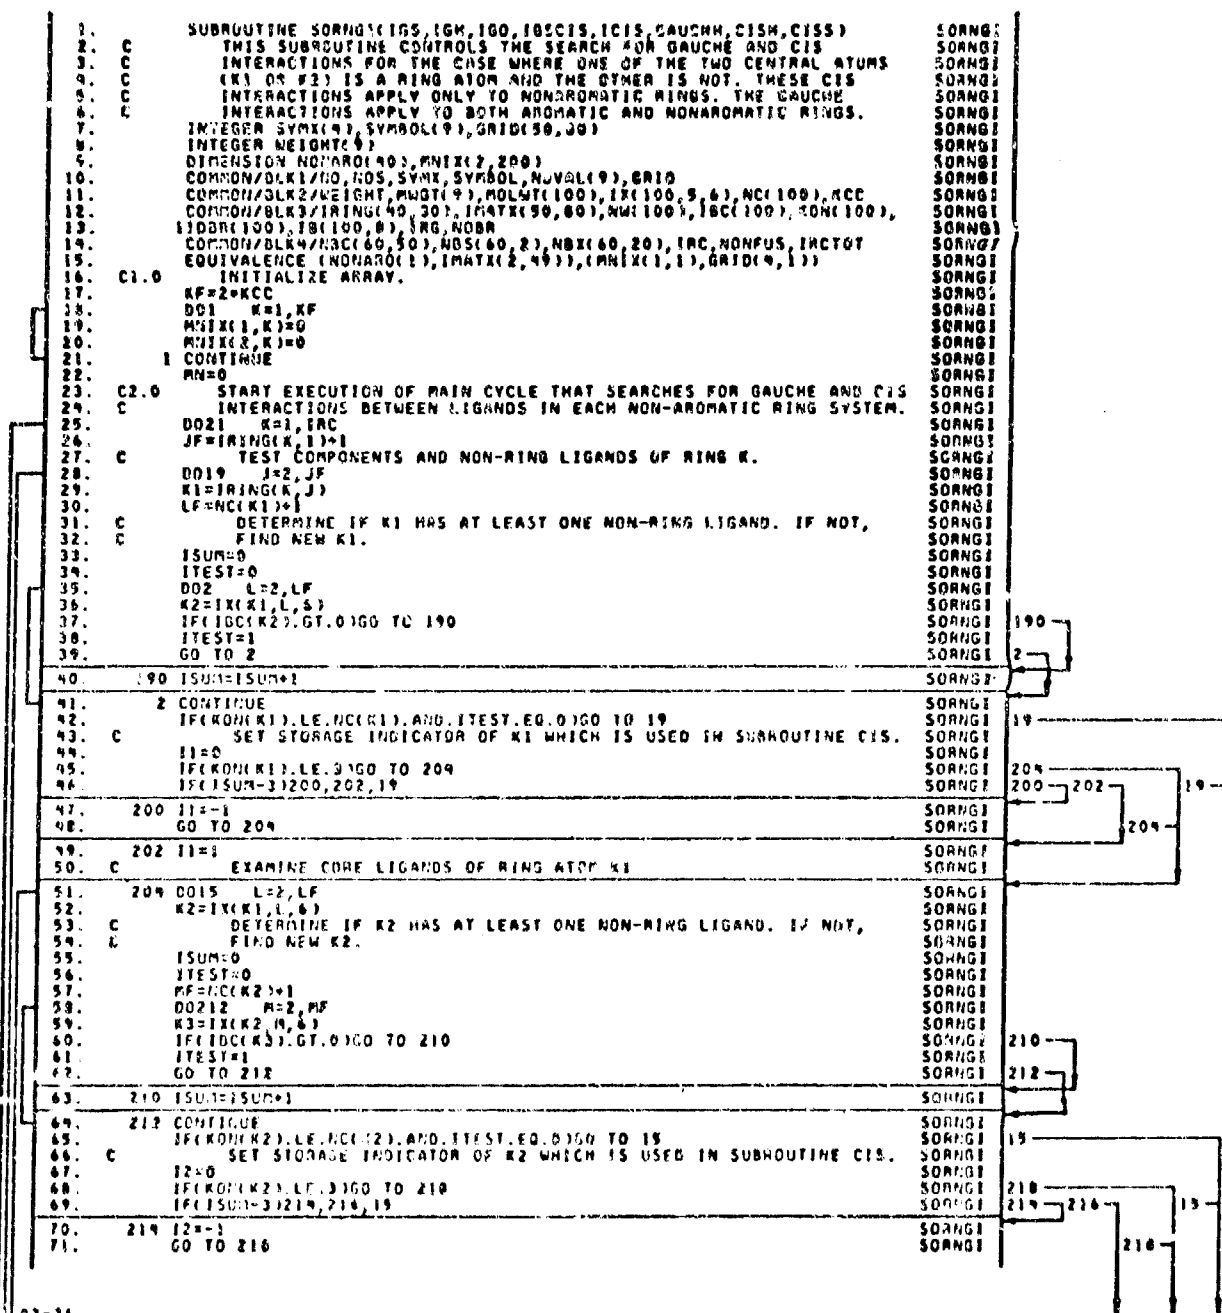 1. SUBROUTINE SORNGI(IGS,IGH,IGO,IGSCIS,ICIS,GAUCHH,CISH,CISS) SORNGI
2. C THIS SUBROUTINE CONTROLS THE SEARCH FOR GAUCHE AND CIS SORNGI
3. C INTERACTIONS FOR THE CASE WHERE ONE OF THE TWO CENTRAL ATOMS SORNGI
4. C (K1 OR K2) IS A RING ATOM AND THE OTHER IS NOT. THESE CIS SORNGI
5. C INTERACTIONS APPLY ONLY TO NONAROMATIC RINGS. THE GAUCHE SORNGI
6. C INTERACTIONS APPLY TO BOTH AROMATIC AND NONAROMATIC RINGS. SORNGI
7. INTEGER SYMX(9),SYMBOL(9),GRID(50,30) SORNGI
8. INTEGER WEIGHT(9) SORNGI
9. DIMENSION NONARO(40),MNIX(2,200) SORNGI
10. COMMON/BLK1/NO,NOS,SYMX,SYMBOL,NUVAL(9),GRID SORNGI
11. COMMON/BLK2/WEIGHT,MWGT(9),MOLWT(100),IX(100,5,6),NC(100),KCC SORNGI
12. COMMON/BLK3/IRING(40,30),IMATX(50,60),NW(100),IBC(100),KON(100), SORNGI
13. 1IDBR(100),IB(100,8),IRG,NOBR SORNGI
14. COMMON/BLK4/NBC(60,50),NBS(60,2),NBX(60,20),IRC,NONFUS,IRCTOT SORNGI
15. EQUIVALENCE (NONARO(1),IMATX(2,49)),(MNIX(1,1),GRID(4,1)) SORNGI
16. C1.0 INITIALIZE ARRAY. SORNGI
17. KF=2*KCC SORNGI
18. DO1 K=1,KF SORNGI
19. MNIX(1,K)=0 SORNGI
20. MNIX(2,K)=0 SORNGI
21. 1 CONTINUE SORNGI
22. MN=0 SORNGI
23. C2.0 START EXECUTION OF MAIN CYCLE THAT SEARCHES FOR GAUCHE AND CIS SORNGI
24. C INTERACTIONS BETWEEN LIGANDS IN EACH NON-AROMATIC RING SYSTEM. SORNGI
25. DO21 K=1,IRC SORNGI
26. JF=IRING(K,1)+1 SORNGI
27. C TEST COMPONENTS AND NON-RING LIGANDS OF RING K. SORNGI
28. DO19 J=2,JF SORNGI
29. K1=IRING(K,J) SORNGI
30. LF=NC(K1)+1 SORNGI
31. C DETERMINE IF K1 HAS AT LEAST ONE NON-RING LIGAND. IF NOT, SORNGI
32. C FIND NEW K1. SORNGI
33. ISUM=0 SORNGI
34. ITEST=0 SORNGI
35. DO2 L=2,LF SORNGI
36. K2=IX(K1,L,6) SORNGI
37. IF(IBC(K2).GT.0)GO TO 190 SORNGI 190
38. ITEST=1 SORNGI
39. GO TO 2 SORNGI 2
40. 190 ISUM=ISUM+1 SORNGI
41. 2 CONTINUE SORNGI
42. IF(KON(K1).LE.NC(K1).AND.ITEST.EQ.0)GO TO 19 SORNGI 19
43. C SET STORAGE INDICATOR OF K1 WHICH IS USED IN SUBROUTINE CIS. SORNGI
44. I1=0 SORNGI
45. IF(KON(K1).LE.3)GO TO 204 SORNGI 204
46. IF(ISUM-3)200,202,19 SORNGI 200 202 19
47. 200 I1=-1 SORNGI
48. GO TO 204 SORNGI 204
49. 202 I1=1 SORNGI
50. C EXAMINE CORE LIGANDS OF RING ATOM K1 SORNGI
51. 204 DO15 L=2,LF SORNGI
52. K2=IX(K1,L,6) SORNGI
53. C DETERMINE IF K2 HAS AT LEAST ONE NON-RING LIGAND. IF NOT, SORNGI
54. C FIND NEW K2. SORNGI
55. ISUM=0 SORNGI
56. ITEST=0 SORNGI
57. MF=NC(K2)+1 SORNGI
58. DO212 M=2,MF SORNGI
59. K3=IX(K2,M,6) SORNGI
60. IF(IBC(K3).GT.0)GO TO 210 SORNGI 210
61. ITEST=1 SORNGI
62. GO TO 212 SORNGI 212
63. 210 ISUM=ISUM+1 SORNGI
64. 212 CONTINUE SORNGI
65. IF(KON(K2).LE.NC(K2).AND.ITEST.EQ.0)GO TO 15 SORNGI 15
66. C SET STORAGE INDICATOR OF K2 WHICH IS USED IN SUBROUTINE CIS. SORNGI
67. I2=0 SORNGI
68. IF(KON(K2).LE.3)GO TO 218 SORNGI 218
69. IF(ISUM-3)214,216,15 SORNGI 214 216 15
70. 214 I2=-1 SORNGI
71. GO TO 218 SORNGI 218